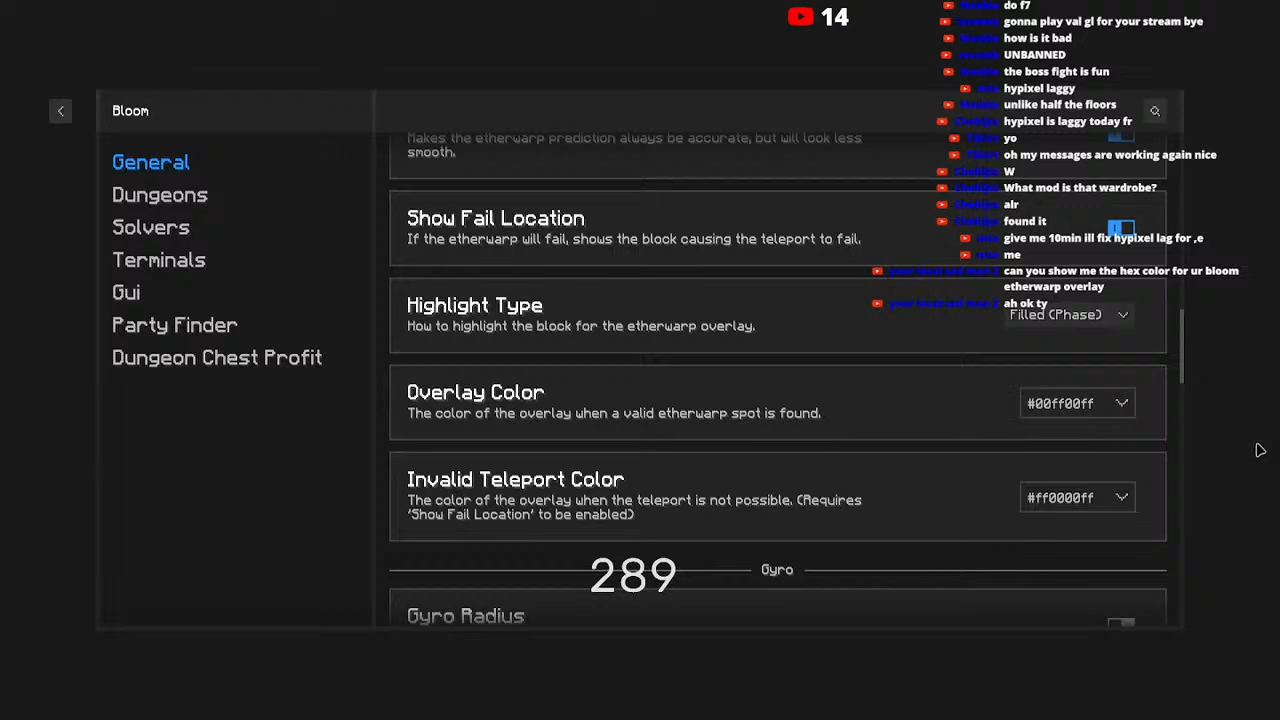 14
do f7
gonna play val gl for your stream bye
how is it bad
UNBANNED
the boss fight is fun
hypixel laggy
unlike half the floors
hypixel is laggy today fr
yo
oh my messages are working again nice
W
What mod is that wardrobe?
alr
found it
give me 10min ill fix hypixel lag for ,e
me
can you show me the hex color for ur bloom
etherwarp overlay
ah ok ty
Bloom
General
Dungeons
Solvers
Terminals
Gui
Party Finder
Dungeon Chest Profit
Makes the etherwarp prediction always be accurate, but will look less
smooth.
Show Fail Location
If the etherwarp will fail, shows the block causing the teleport to fail.
Highlight Type
How to highlight the block for the etherwarp overlay.
Filled (Phase)
Overlay Color
The color of the overlay when a valid etherwarp spot is found.
#00ff00ff
Invalid Teleport Color
The color of the overlay when the teleport is not possible. (Requires
'Show Fail Location' to be enabled)
#ff0000ff
289
Gyro
Gyro Radius